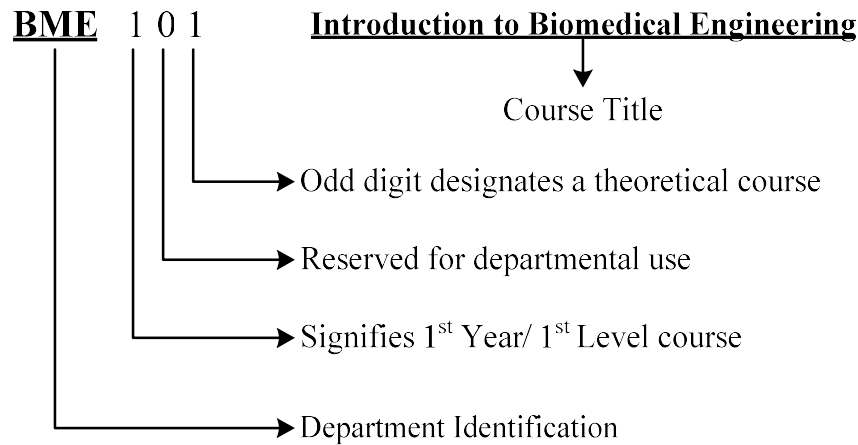 BME 1 0 1 Introduction to Biomedical Engineering
Course Title
Odd digit designates a theoretical course
Reserved for departmental use
Signifies 1st Year/ 1st Level course
Department Identification